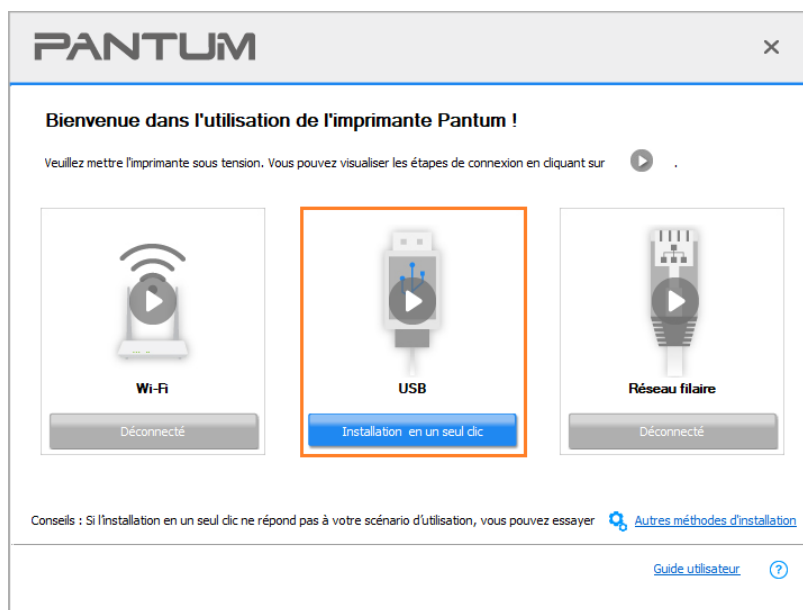 PANTUM
Bienvenue dans l'utilisation de l'imprimante Pantum !
Veuillez mettre l'imprimante sous tension. Vous pouvez visualiser les étapes de connexion en cliquant sur .
Wi-Fi
Déconnecté
USB
Installation en un seul clic
Réseau filaire
Déconnecté
Conseils : Si l'installation en un seul clic ne répond pas à votre scénario d'utilisation, vous pouvez essayer Autres méthodes d'installation
Guide utilisateur ?